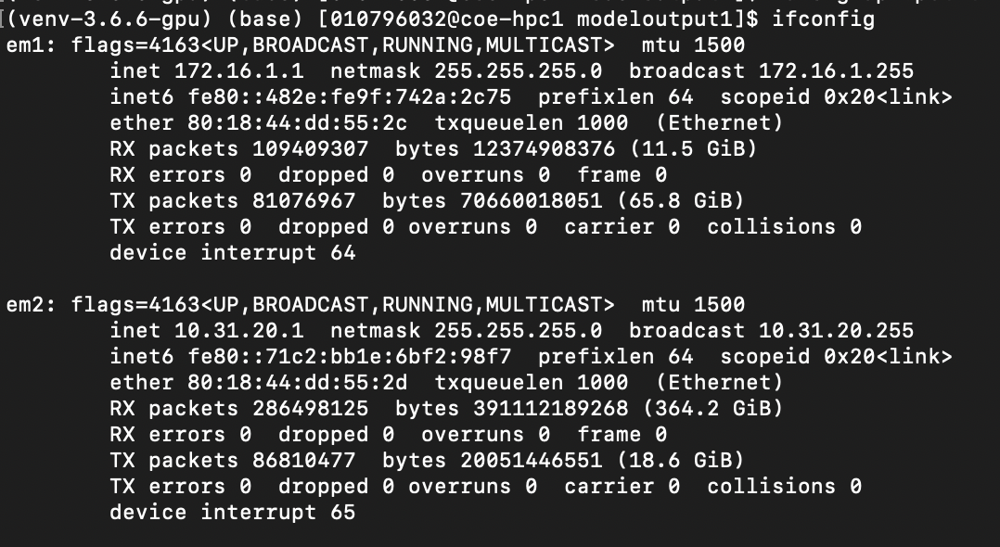 [(venv-3.6.6-gpu) (base) [010796032@coe-hpc1 modeloutput1]$ ifconfig
em1: flags=4163<UP,BROADCAST,RUNNING,MULTICAST>  mtu 1500
        inet 172.16.1.1  netmask 255.255.255.0  broadcast 172.16.1.255
        inet6 fe80::482e:fe9f:742a:2c75  prefixlen 64  scopeid 0x20<link>
        ether 80:18:44:dd:55:2c  txqueuelen 1000  (Ethernet)
        RX packets 109409307  bytes 12374908376 (11.5 GiB)
        RX errors 0  dropped 0  overruns 0  frame 0
        TX packets 81076967  bytes 70660018051 (65.8 GiB)
        TX errors 0  dropped 0 overruns 0  carrier 0  collisions 0
        device interrupt 64

em2: flags=4163<UP,BROADCAST,RUNNING,MULTICAST>  mtu 1500
        inet 10.31.20.1  netmask 255.255.255.0  broadcast 10.31.20.255
        inet6 fe80::71c2:bb1e:6bf2:98f7  prefixlen 64  scopeid 0x20<link>
        ether 80:18:44:dd:55:2d  txqueuelen 1000  (Ethernet)
        RX packets 286498125  bytes 391112189268 (364.2 GiB)
        RX errors 0  dropped 0  overruns 0  frame 0
        TX packets 86810477  bytes 20051446551 (18.6 GiB)
        TX errors 0  dropped 0 overruns 0  carrier 0  collisions 0
        device interrupt 65